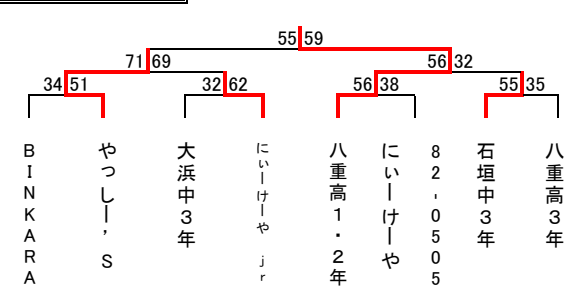 55 59
71 69
56 32
34 51
32 62
56 38
55 35
BINKARA
やっしー’S
大浜中3年
にぃーけーや jr
八重高1・2年
にぃーけーや
82-0505
石垣中3年
八重高3年